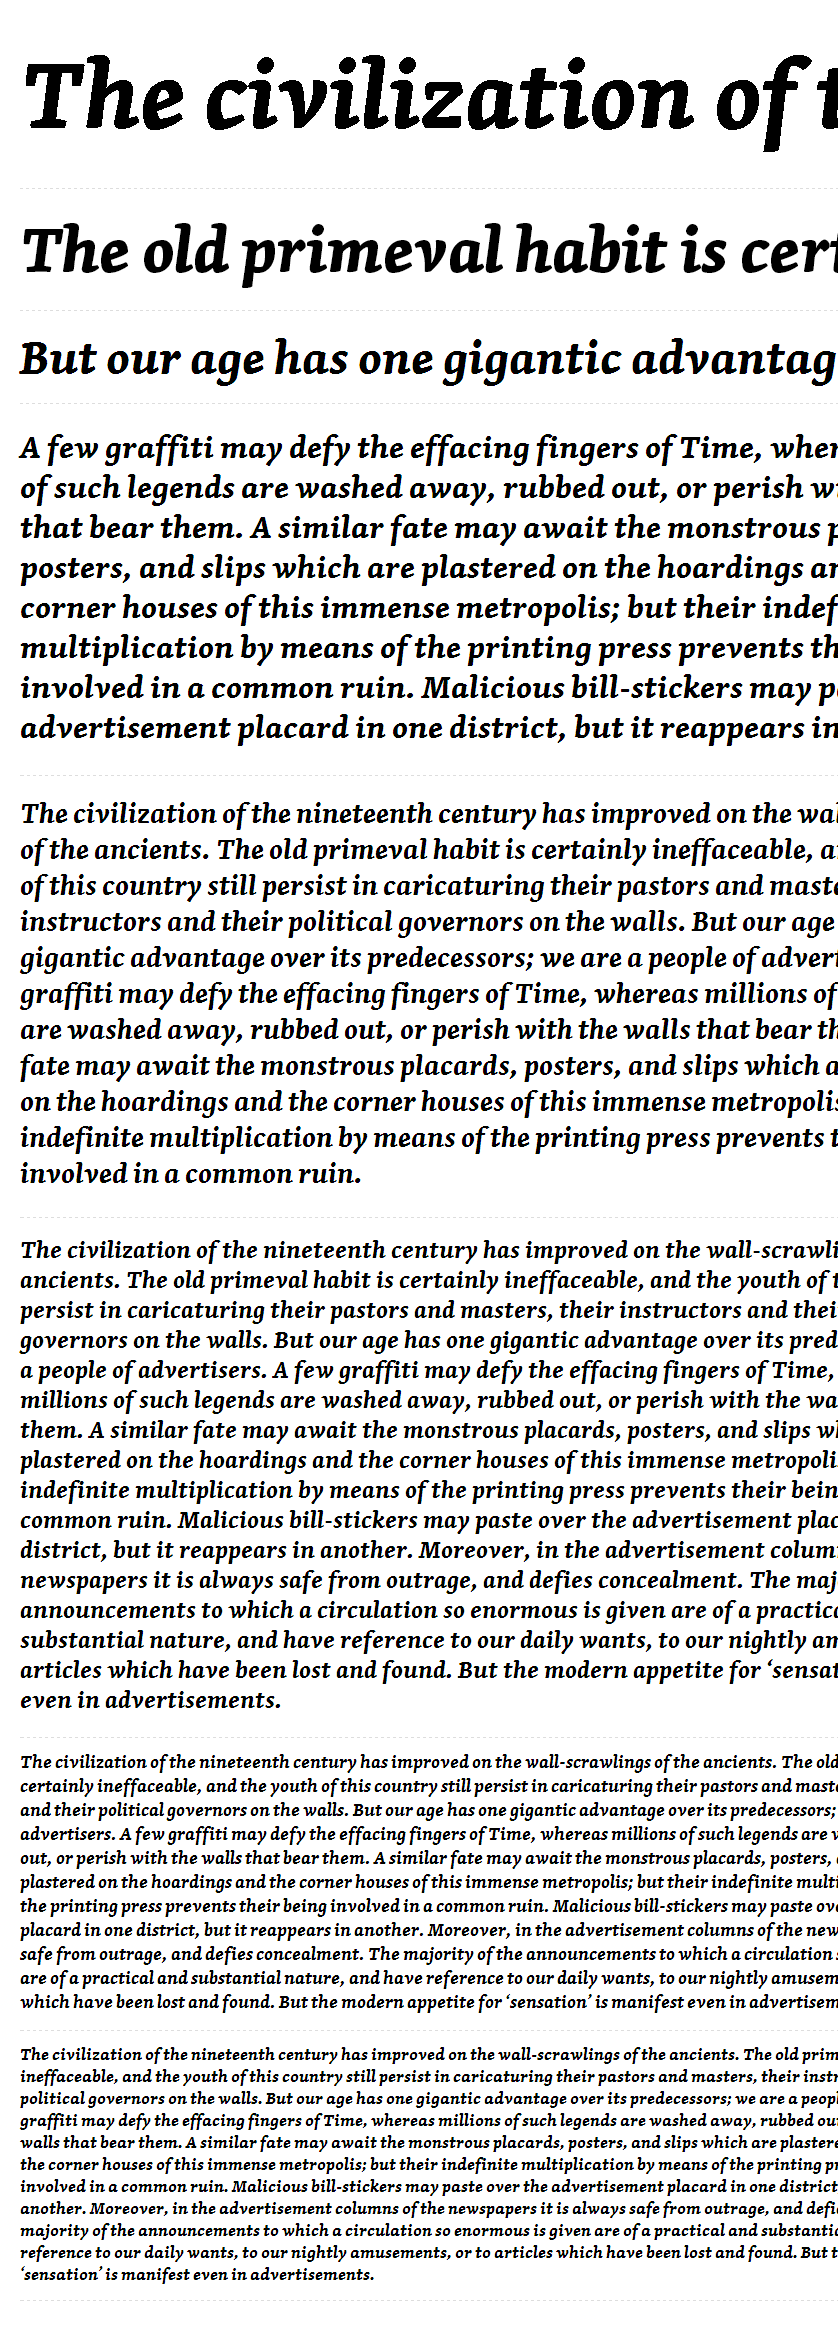 The civilization of
The old primeval habit is
But our age has one gigantic
A few graffiti may defy the effacing fingers of Time,
of such legends are washed away, rubbed out, or perish
that bear them. A similar fate may await the monstrous
posters, and slips which are plastered on the hoardings
corner houses of this immense metropolis; but their
multiplication by means of the printing press prevents
involved in a common ruin. Malicious bill-stickers may
advertisement placard in one district, but it reappears in
The civilization of the nineteenth century has improved on the
of the ancients. The old primeval habit is certainly ineffaceable,
of this country still persist in caricaturing their pastors and
instructors and their political governors on the walls. But our age
gigantic advantage over its predecessors; we are a people of
graffiti may defy the effacing fingers of Time, whereas millions of
are washed away, rubbed out, or perish with the walls that bear
fate may await the monstrous placards, posters, and slips which
on the hoardings and the corner houses of this immense
indefinite multiplication by means of the printing press prevents
involved in a common ruin.
The civilization of the nineteenth century has improved on the
ancients. The old primeval habit is certainly ineffaceable, and the youth of
persist in caricaturing their pastors and masters, their instructors and
governors on the walls. But our age has one gigantic advantage over its
a people of advertisers. A few graffiti may defy the effacing fingers of Time,
millions of such legends are washed away, rubbed out, or perish with the
them. A similar fate may await the monstrous placards, posters, and slips
plastered on the hoardings and the corner houses of this immense
indefinite multiplication by means of the printing press prevents their
common ruin. Malicious bill-stickers may paste over the advertisement
district, but it reappears in another. Moreover, in the advertisement
newspapers it is always safe from outrage, and defies concealment. The
announcements to which a circulation so enormous is given are of a
substantial nature, and have reference to our daily wants, to our nightly
articles which have been lost and found. But the modern appetite for
even in advertisements.
The civilization of the nineteenth century has improved on the wall-scrawlings of the ancients. The old
certainly ineffaceable, and the youth of this country still persist in caricaturing their pastors and
and their political governors on the walls. But our age has one gigantic advantage over its predecessors;
advertisers. A few graffiti may defy the effacing fingers of Time, whereas millions of such legends are
out, or perish with the walls that bear them. A similar fate may await the monstrous placards, posters,
plastered on the hoardings and the corner houses of this immense metropolis; but their indefinite
the printing press prevents their being involved in a common ruin. Malicious bill-stickers may paste
placard in one district, but it reappears in another. Moreover, in the advertisement columns of the
safe from outrage, and defies concealment. The majority of the announcements to which a circulation
are of a practical and substantial nature, and have reference to our daily wants, to our nightly
which have been lost and found. But the modern appetite for ‘sensation’ is manifest even in
The civilization of the nineteenth century has improved on the wall-scrawlings of the ancients. The old
ineffaceable, and the youth of this country still persist in caricaturing their pastors and masters, their
political governors on the walls. But our age has one gigantic advantage over its predecessors; we are a
graffiti may defy the effacing fingers of Time, whereas millions of such legends are washed away, rubbed
walls that bear them. A similar fate may await the monstrous placards, posters, and slips which are
the corner houses of this immense metropolis; but their indefinite multiplication by means of the printing
involved in a common ruin. Malicious bill-stickers may paste over the advertisement placard in one district
another. Moreover, in the advertisement columns of the newspapers it is always safe from outrage, and
majority of the announcements to which a circulation so enormous is given are of a practical and
reference to our daily wants, to our nightly amusements, or to articles which have been lost and found. But
‘sensation’ is manifest even in advertisements.